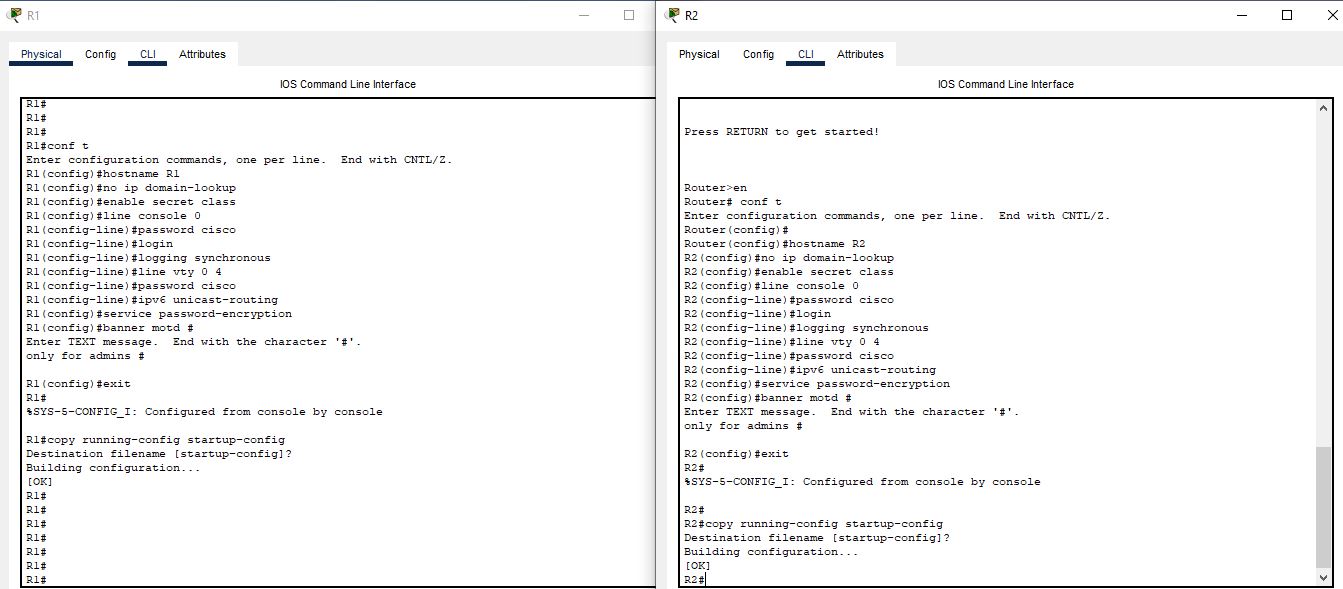 R1
Physical Config CLI Attributes
IOS Command Line Interface
R1#
R1#
R1#
R1#conf t
Enter configuration commands, one per line.  End with CNTL/Z.
R1(config)#hostname R1
R1(config)#no ip domain-lookup
R1(config)#enable secret class
R1(config)#line console 0
R1(config-line)#password cisco
R1(config-line)#login
R1(config-line)#logging synchronous
R1(config-line)#line vty 0 4
R1(config-line)#password cisco
R1(config-line)#ipv6 unicast-routing
R1(config)#service password-encryption
R1(config)#banner motd #
Enter TEXT message.  End with the character '#'.
only for admins #
R1(config)#exit
R1#
%SYS-5-CONFIG_I: Configured from console by console
R1#copy running-config startup-config
Destination filename [startup-config]?
Building configuration...
[OK]
R1#
R1#
R1#
R1#
R1#
R1#
R1#
R2
Physical Config CLI Attributes
IOS Command Line Interface
Press RETURN to get started!
Router>en
Router# conf t
Enter configuration commands, one per line.  End with CNTL/Z.
Router(config)#
Router(config)#hostname R2
R2(config)#no ip domain-lookup
R2(config)#enable secret class
R2(config)#line console 0
R2(config-line)#password cisco
R2(config-line)#login
R2(config-line)#logging synchronous
R2(config-line)#line vty 0 4
R2(config-line)#password cisco
R2(config-line)#ipv6 unicast-routing
R2(config)#service password-encryption
R2(config)#banner motd #
Enter TEXT message.  End with the character '#'.
only for admins #
R2(config)#exit
R2#
%SYS-5-CONFIG_I: Configured from console by console
R2#
R2#copy running-config startup-config
Destination filename [startup-config]?
Building configuration...
[OK]
R2#